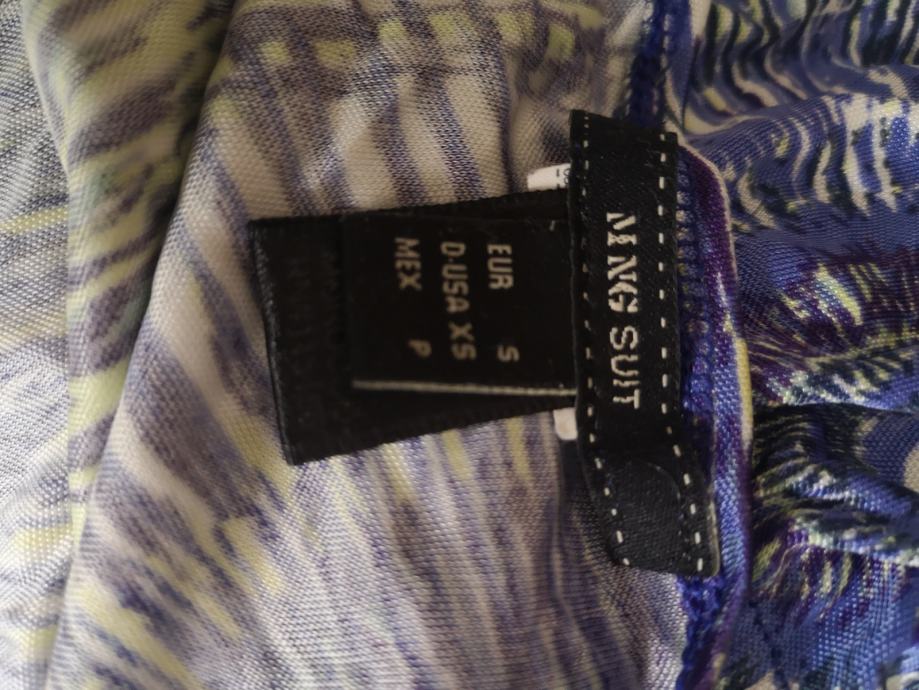 MNG SUIT
EUR S
D-USA XS
MEX P